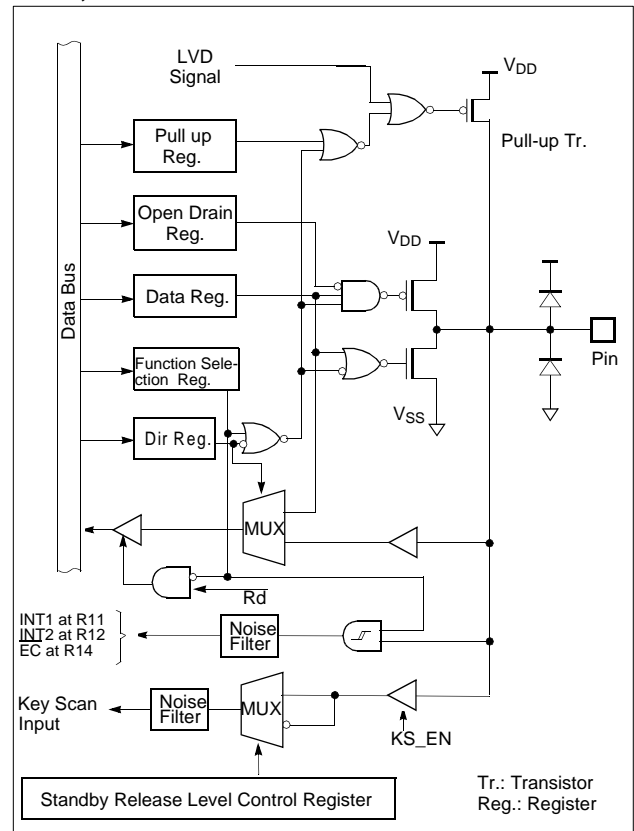 LVD
Signal
VDD
Pull up
Reg.
Pull-up Tr.
Open Drain
Reg.
VDD
Data Bus
Data Reg.
Function Sele-
ction Reg.
Pin
VSS
Dir Reg.
MUX
Rd
INT1 at R11
INT2 at R12
EC at R14
Noise
Filter
Key Scan
Input
Noise
Filter
MUX
KS_EN
Standby Release Level Control Register
Tr.: Transistor
Reg.: Register